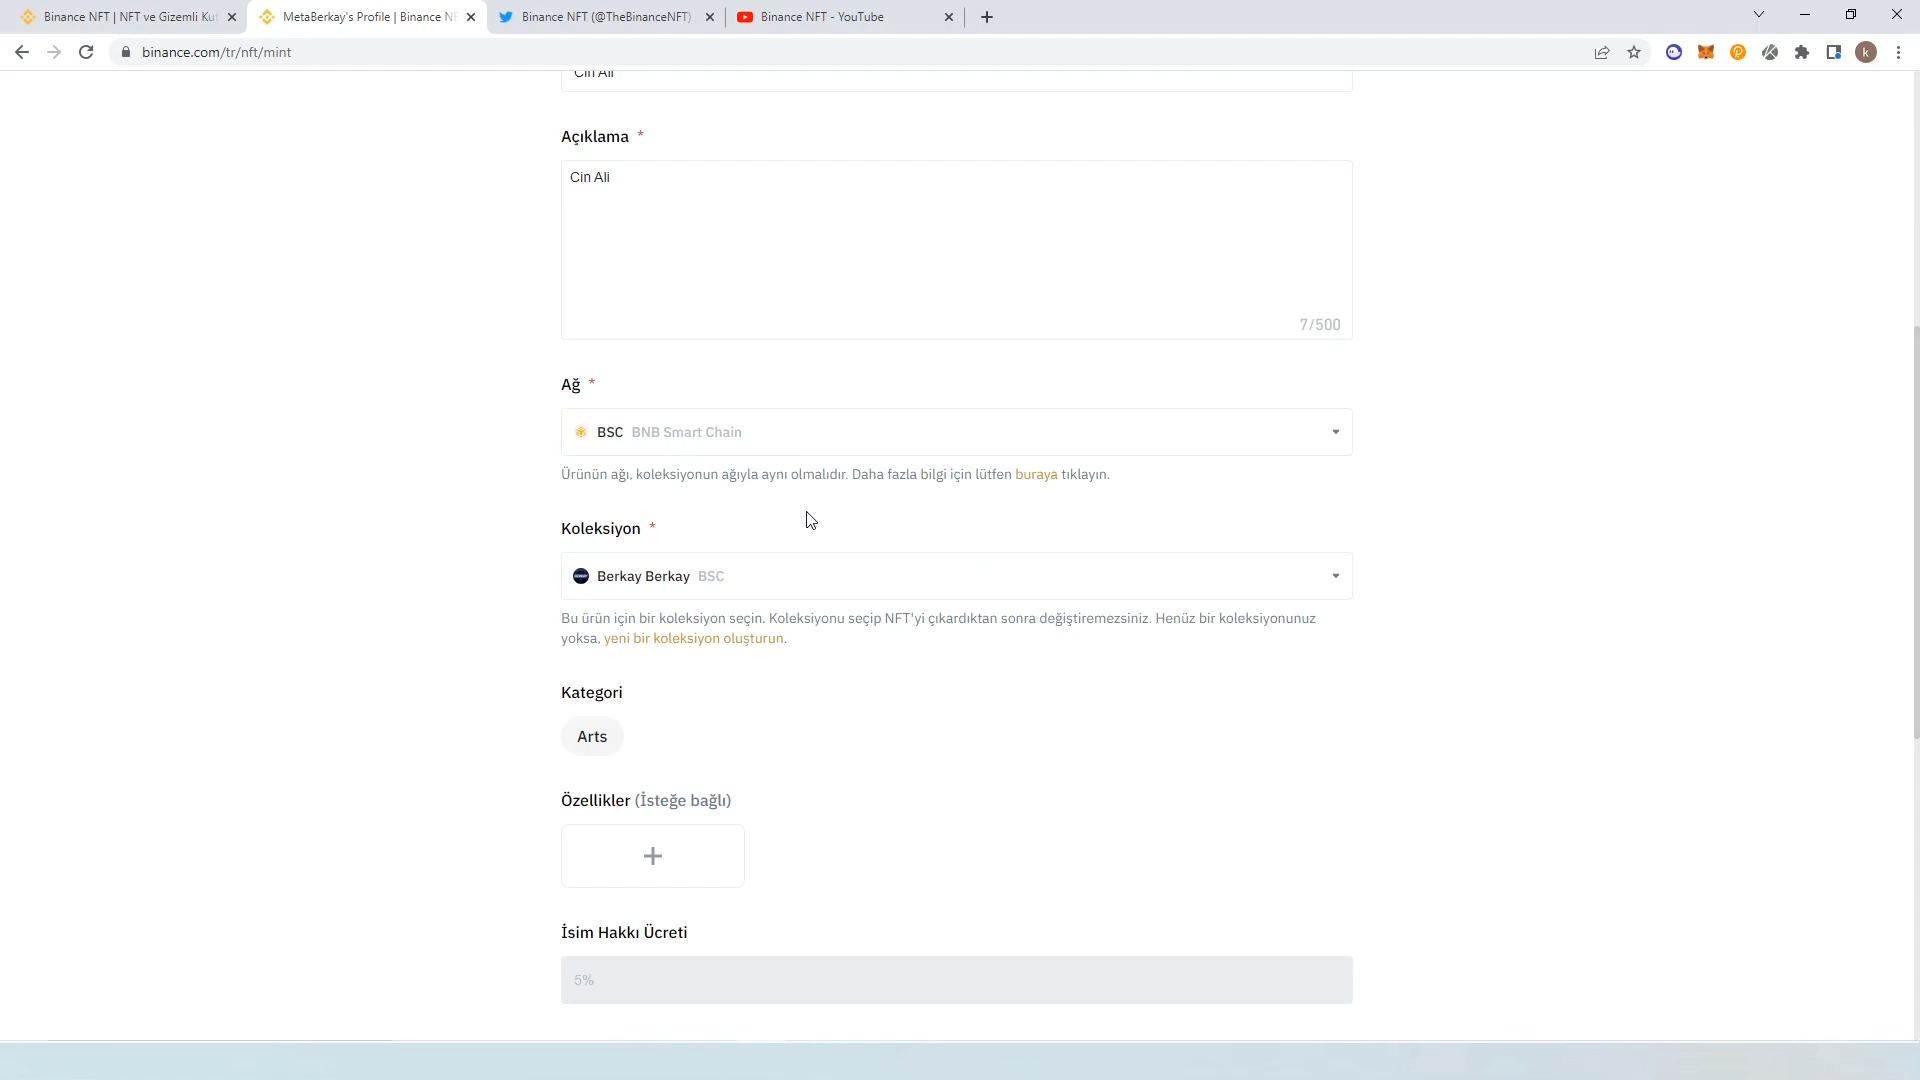 Binance NFT | NFT ve Gizemli Kut
MetaBerkay's Profile | Binance NF
Binance NFT (@TheBinanceNFT)
Binance NFT - YouTube
binance.com/tr/nft/mint
k
Cin Ali
Açıklama *
Cin Ali
7/500
Ağ *
BSC BNB Smart Chain
Ürünün ağı, koleksiyonun ağıyla aynı olmalıdır. Daha fazla bilgi için lütfen buraya tıklayın.
Koleksiyon *
Berkay Berkay BSC
Bu ürün için bir koleksiyon seçin. Koleksiyonu seçip NFT'yi çıkardıktan sonra değiştiremezsiniz. Henüz bir koleksiyonunuz
yoksa, yeni bir koleksiyon oluşturun.
Kategori
Arts
Özellikler (İsteğe bağlı)
İsim Hakkı Ücreti
5%